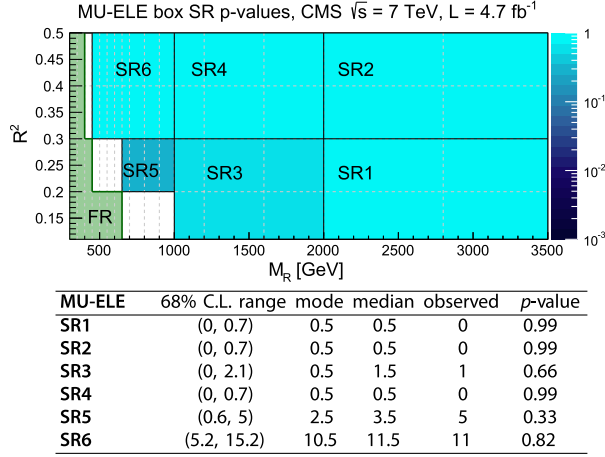 MU-ELE box SR p-values, CMS √s = 7 TeV, L = 4.7 fb⁻¹
0.5
0.4
0.3
0.25
0.2
0.15
R²
SR6 SR4 SR2
SR5 SR3 SR1
FR
1
10⁻¹
10⁻²
10⁻³
500 1000 1500 2000 2500 3000 3500
M_R [GeV]
MU-ELE 68% C.L. range mode median observed p-value
SR1 (0, 0.7) 0.5 0.5 0 0.99
SR2 (0, 0.7) 0.5 0.5 0 0.99
SR3 (0, 2.1) 0.5 1.5 1 0.66
SR4 (0, 0.7) 0.5 0.5 0 0.99
SR5 (0.6, 5) 2.5 3.5 5 0.33
SR6 (5.2, 15.2) 10.5 11.5 11 0.82